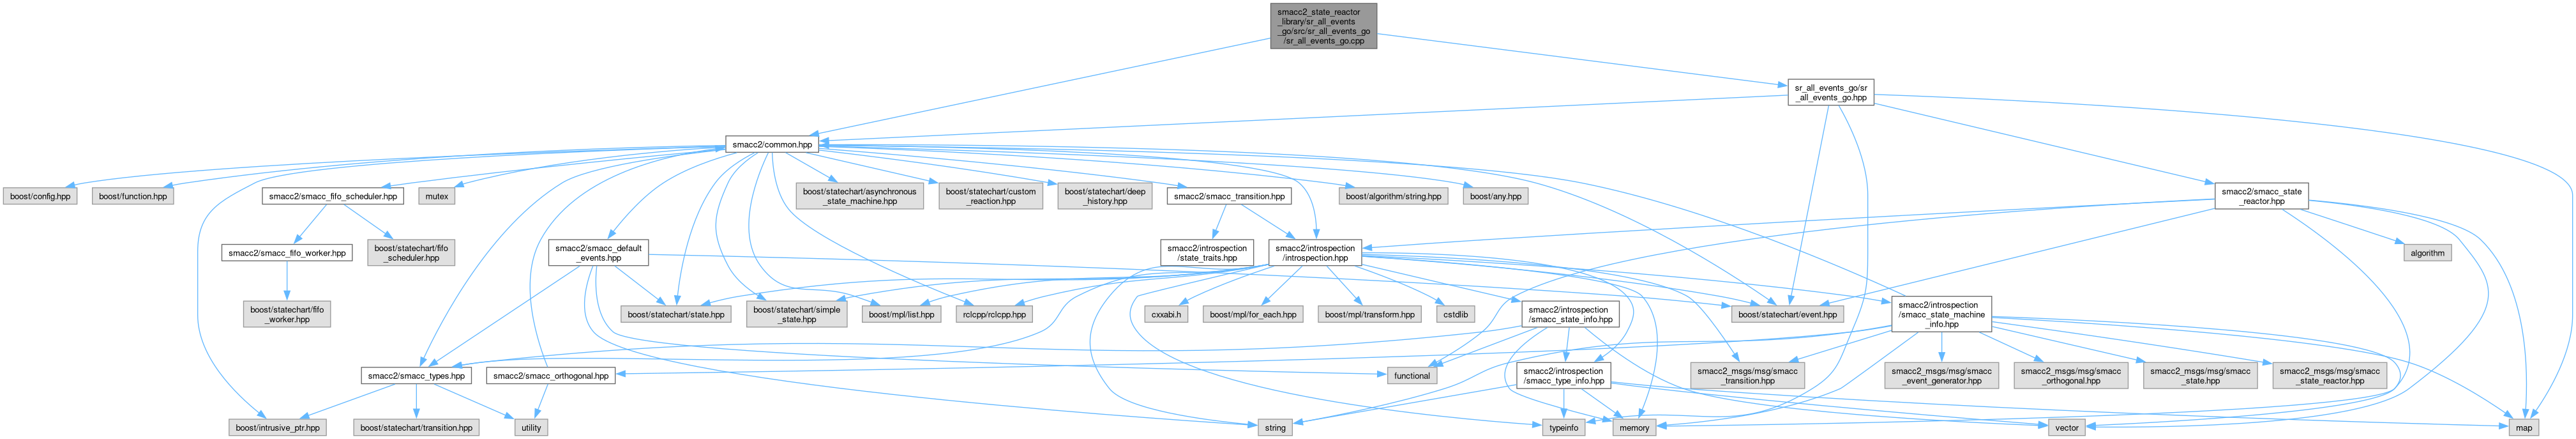 smacc2_state_reactor
_library/sr_all_events
_go/src/sr_all_events_go
/sr_all_events_go.cpp
sr_all_events_go/sr
_all_events_go.hpp
smacc2/common.hpp
boost/config.hpp
boost/function.hpp
smacc2/smacc_fifo_scheduler.hpp
mutex
boost/statechart/asynchronous
_state_machine.hpp
boost/statechart/custom
_reaction.hpp
boost/statechart/deep
_history.hpp
smacc2/smacc_transition.hpp
boost/algorithm/string.hpp
boost/any.hpp
smacc2/smacc_state
_reactor.hpp
smacc2/smacc_fifo_worker.hpp
boost/statechart/fifo
_scheduler.hpp
smacc2/smacc_default
_events.hpp
smacc2/introspection
/state_traits.hpp
smacc2/introspection
/introspection.hpp
algorithm
boost/statechart/fifo
_worker.hpp
boost/statechart/state.hpp
boost/statechart/simple
_state.hpp
boost/mpl/list.hpp
rclcpp/rclcpp.hpp
cxxabi.h
boost/mpl/for_each.hpp
boost/mpl/transform.hpp
cstdlib
smacc2/introspection
/smacc_state_info.hpp
boost/statechart/event.hpp
smacc2/introspection
/smacc_state_machine
_info.hpp
smacc2/smacc_types.hpp
smacc2/smacc_orthogonal.hpp
functional
smacc2/introspection
/smacc_type_info.hpp
smacc2_msgs/msg/smacc
_transition.hpp
smacc2_msgs/msg/smacc
_event_generator.hpp
smacc2_msgs/msg/smacc
_orthogonal.hpp
smacc2_msgs/msg/smacc
_state.hpp
smacc2_msgs/msg/smacc
_state_reactor.hpp
boost/intrusive_ptr.hpp
boost/statechart/transition.hpp
utility
string
typeinfo
memory
vector
map